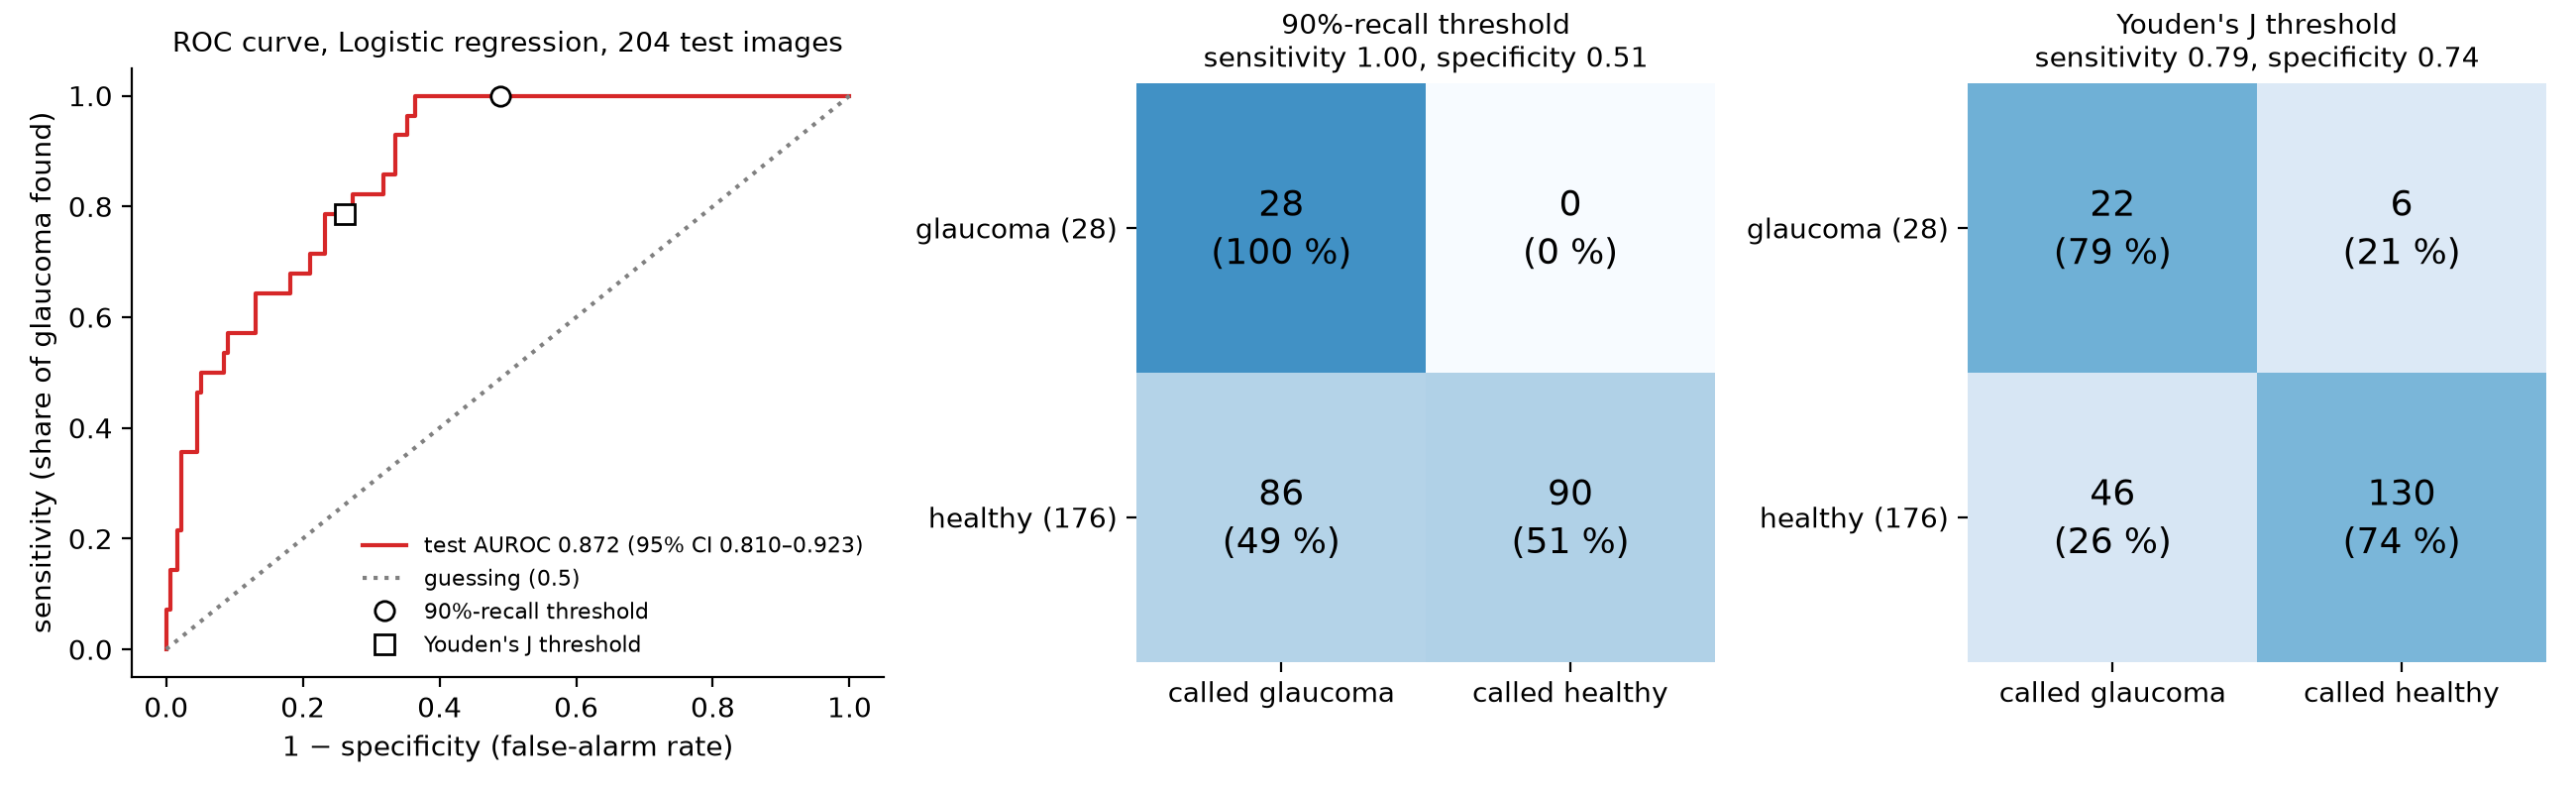 ROC curve, Logistic regression, 204 test images
sensitivity (share of glaucoma found)
1.0
0.8
0.6
0.4
0.2
0.0
test AUROC 0.872 (95% CI 0.810–0.923)
guessing (0.5)
90%-recall threshold
Youden's J threshold
0.0 0.2 0.4 0.6 0.8 1.0
1 − specificity (false-alarm rate)
90%-recall threshold
sensitivity 1.00, specificity 0.51
glaucoma (28)
28
(100 %)
0
(0 %)
healthy (176)
86
(49 %)
90
(51 %)
called glaucoma called healthy
Youden's J threshold
sensitivity 0.79, specificity 0.74
glaucoma (28)
22
(79 %)
6
(21 %)
healthy (176)
46
(26 %)
130
(74 %)
called glaucoma called healthy